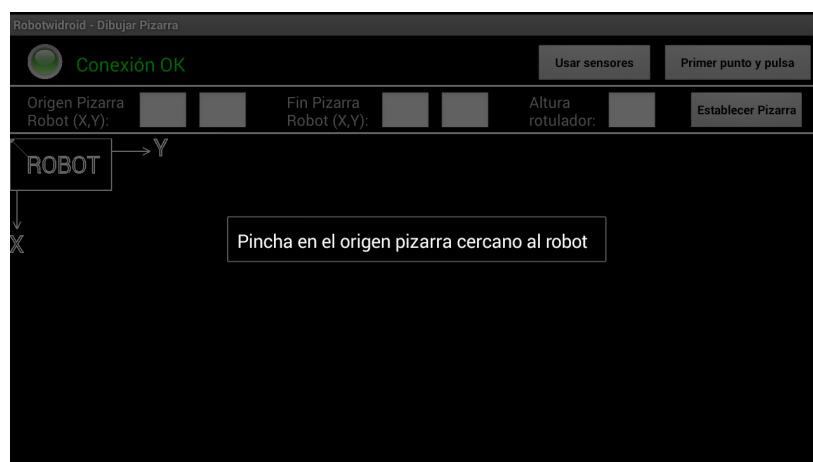 Robotwidroid - Dibujar Pizarra
Conexión OK
Usar sensores
Primer punto y pulsa
Origen Pizarra
Robot (X,Y):
Fin Pizarra
Robot (X,Y):
Altura
rotulador:
Establecer Pizarra
ROBOT
Y
X
Pincha en el origen pizarra cercano al robot